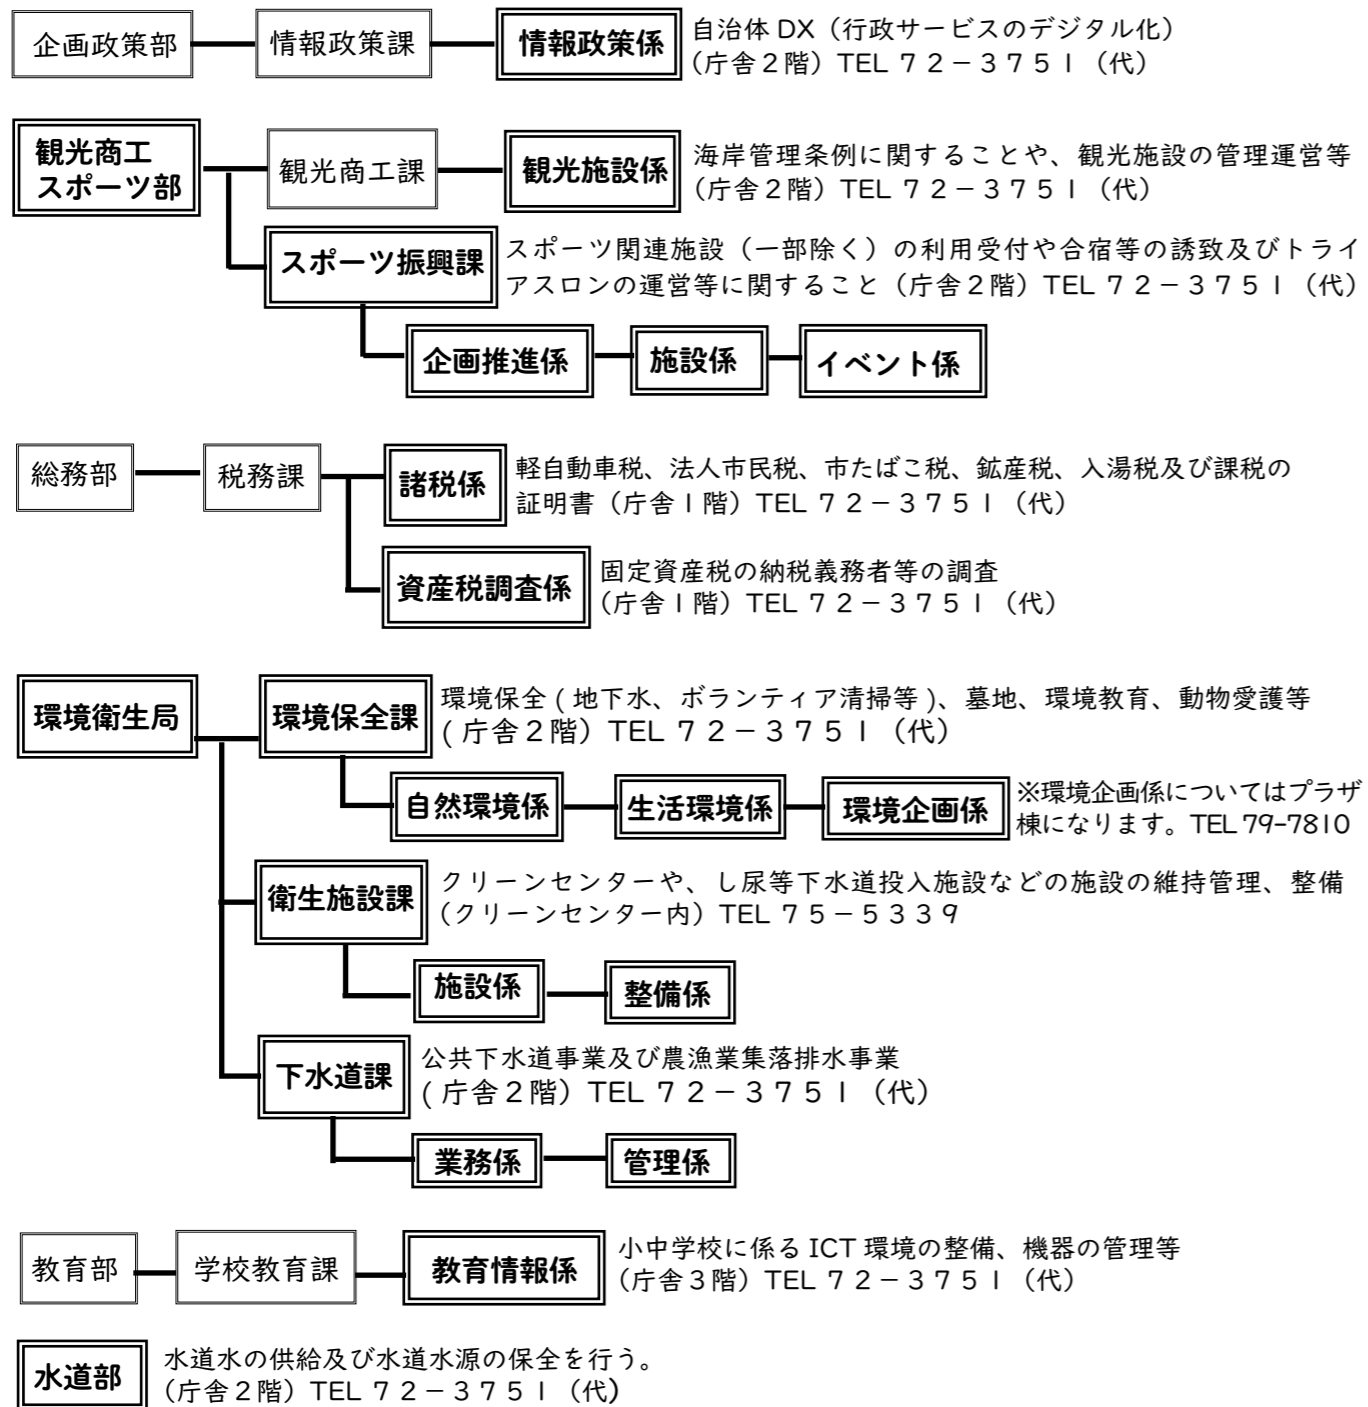 企画政策部 情報政策課 情報政策係 自治体 DX（行政サービスのデジタル化）
(庁舎２階）TEL ７２－３７５１（代）
観光商工
スポーツ部
観光商工課 観光施設係 海岸管理条例に関することや、観光施設の管理運営等
(庁舎２階）TEL ７２－３７５１（代）
スポーツ振興課 スポーツ関連施設（一部除く）の利用受付や合宿等の誘致及びトライ
アスロンの運営等に関すること（庁舎２階）TEL ７２－３７５１（代）
企画推進係 施設係 イベント係
総務部 税務課 諸税係 軽自動車税、法人市民税、市たばこ税、鉱産税、入湯税及び課税の
証明書（庁舎１階）TEL ７２－３７５１（代）
資産税調査係 固定資産税の納税義務者等の調査
(庁舎１階）TEL ７２－３７５１（代）
環境衛生局 環境保全課 環境保全 ( 地下水、ボランティア清掃等 )、墓地、環境教育、動物愛護等
( 庁舎２階）TEL ７２－３７５１（代）
自然環境係 生活環境係 環境企画係 ※環境企画係についてはプラザ
棟になります。TEL 79-7810
衛生施設課 クリーンセンターや、し尿等下水道投入施設などの施設の維持管理、整備
(クリーンセンター内）TEL ７５－５３３９
施設係 整備係
下水道課 公共下水道事業及び農漁業集落排水事業
( 庁舎２階）TEL ７２－３７５１（代）
業務係 管理係
教育部 学校教育課 教育情報係 小中学校に係る ICT 環境の整備、機器の管理等
(庁舎３階）TEL ７２－３７５１（代）
水道部 水道水の供給及び水道水源の保全を行う。
(庁舎２階）TEL ７２－３７５１（代)